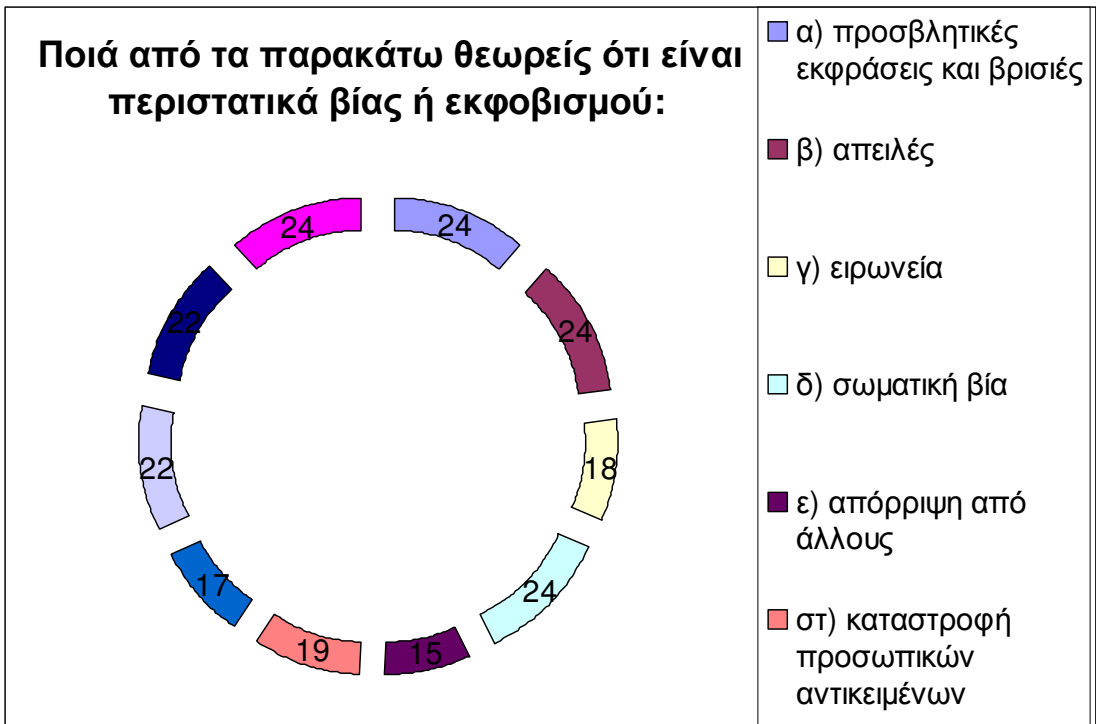 Ποιά από τα παρακάτω θεωρείς ότι είναι
περιστατικά βίας ή εκφοβισμού:
24
24
18
24
15
19
17
22
22
24
α) προσβλητικές
εκφράσεις και βρισιές
β) απειλές
γ) ειρωνεία
δ) σωματική βία
ε) απόρριψη από
άλλους
στ) καταστροφή
προσωπικών
αντικειμένων